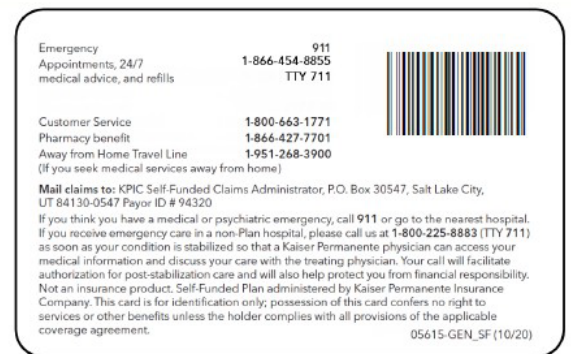 Emergency 911
Appointments, 24/7 1-866-454-8855
medical advice, and refills TTY 711
Customer Service 1-800-663-1771
Pharmacy benefit 1-866-427-7701
Away from Home Travel Line 1-951-268-3900
(If you seek medical services away from home)
Mail claims to: KPIC Self-Funded Claims Administrator, P.O. Box 30547, Salt Lake City,
UT 84130-0547 Payor ID # 94320
If you think you have a medical or psychiatric emergency, call 911 or go to the nearest hospital.
If you receive emergency care in a non-Plan hospital, please call us at 1-800-225-8883 (TTY 711)
as soon as your condition is stabilized so that a Kaiser Permanente physician can access your
medical information and discuss your care with the treating physician. Your call will facilitate
authorization for post-stabilization care and will also help protect you from financial responsibility.
Not an insurance product. Self-Funded Plan administered by Kaiser Permanente Insurance
Company. This card is for identification only; possession of this card confers no right to
services or other benefits unless the holder complies with all provisions of the applicable
coverage agreement. 05615-GEN_SF (10/20)